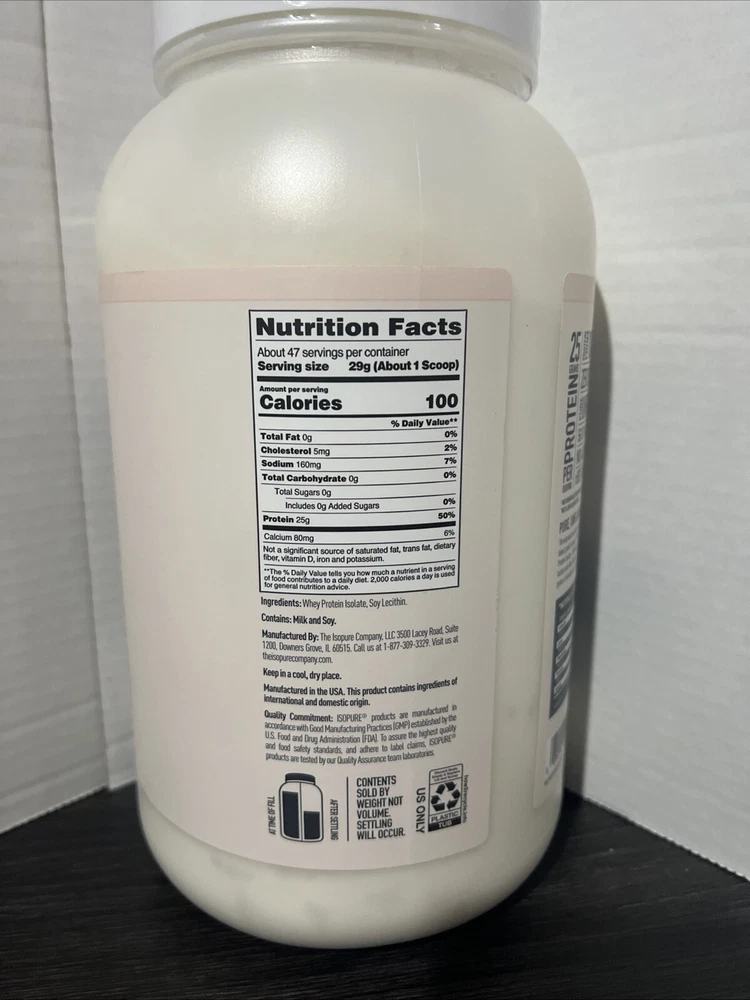 Nutrition Facts
About 47 servings per container
Serving size 29g (About 1 Scoop)
Amount per serving
Calories 100
% Daily Value**
Total Fat 0g 0%
Cholesterol 5mg 2%
Sodium 160mg 7%
Total Carbohydrate 0g 0%
Total Sugars 0g
Includes 0g Added Sugars 0%
Protein 25g 50%
Calcium 80mg 6%
Not a significant source of saturated fat, trans fat, dietary
fiber, vitamin D, iron and potassium.
**The % Daily Value tells you how much a nutrient in a serving
of food contributes to a daily diet. 2,000 calories a day is used
for general nutrition advice.
Ingredients: Whey Protein Isolate, Soy Lecithin.
Contains: Milk and Soy.
Manufactured By: The Isopure Company, LLC 3500 Lacey Road, Suite
1200, Downers Grove, IL 60515. Call us at 1-877-309-3329. Visit us at
theisopurecompany.com.
Keep in a cool, dry place.
Manufactured in the USA. This product contains ingredients of
international and domestic origin.
Quality Commitment: ISOPURE® products are manufactured in
accordance with Good Manufacturing Practices (GMP) established by the
U.S. Food and Drug Administration (FDA). To assure the highest quality
and food safety standards, and adhere to label claims, ISOPURE®
products are tested by our Quality Assurance team laboratories.
AT TIME OF FILL
AFTER SETTLING
CONTENTS
SOLD BY
WEIGHT NOT
VOLUME.
SETTLING
WILL OCCUR.
US ONLY
PLASTIC
TUB
how2recycle.info
PROTEIN
PURE